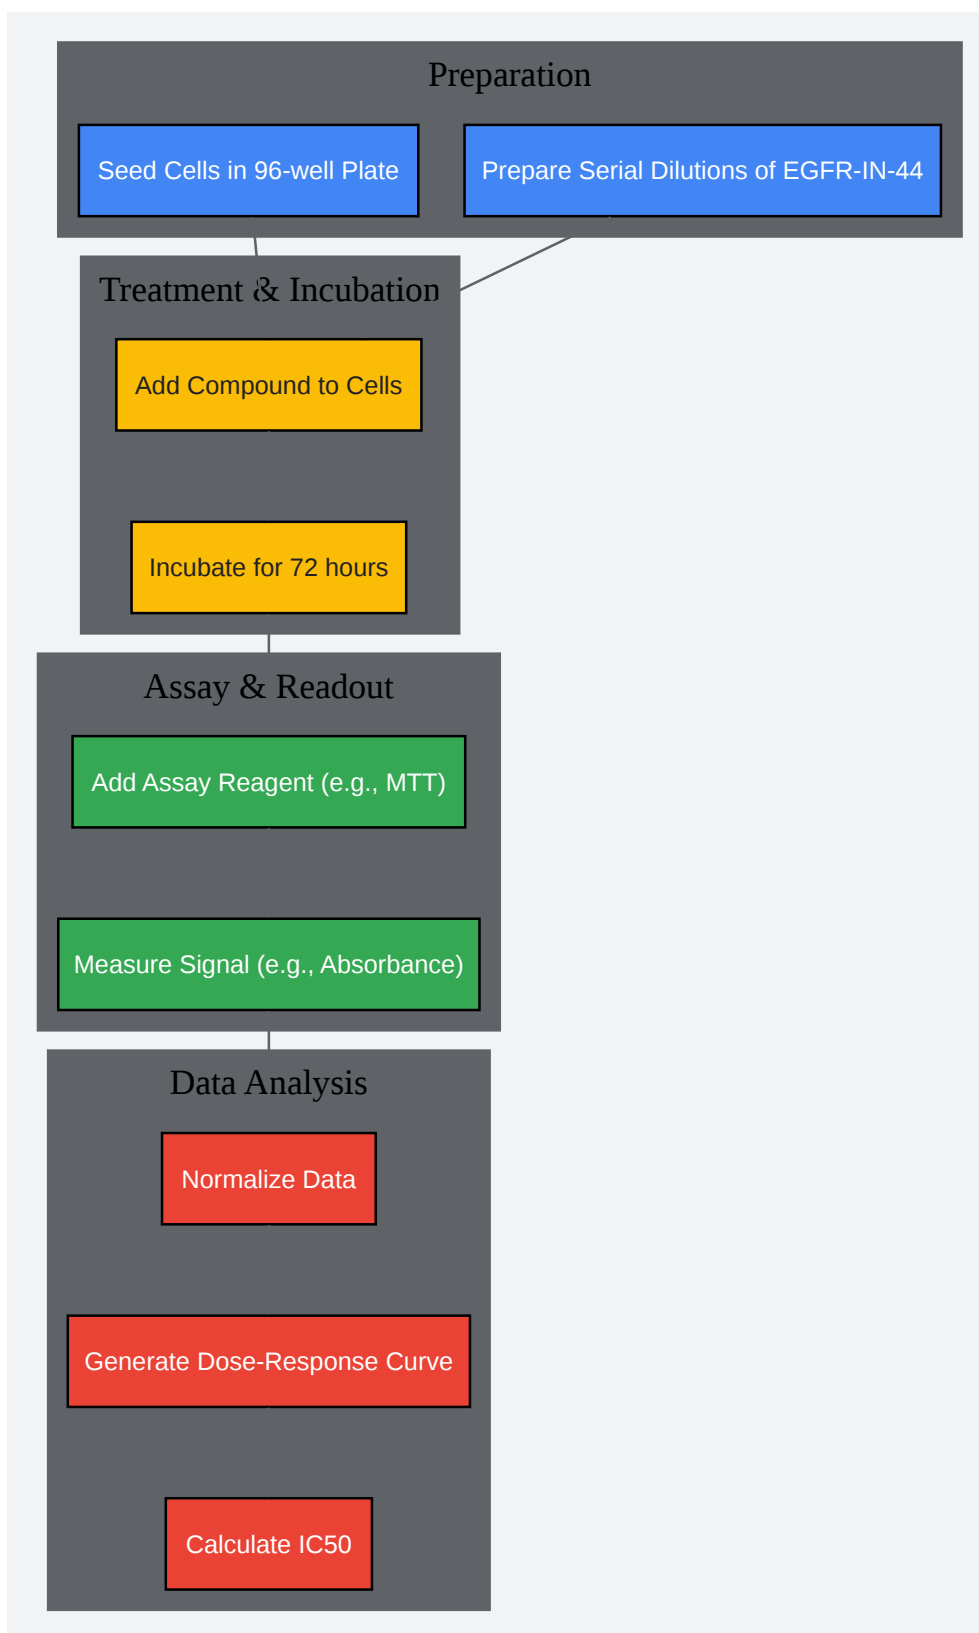 Preparation
Seed Cells in 96-well Plate
Prepare Serial Dilutions of EGFR-IN-44
Treatment & Incubation
Add Compound to Cells
Incubate for 72 hours
Assay & Readout
Add Assay Reagent (e.g., MTT)
Measure Signal (e.g., Absorbance)
Data Analysis
Normalize Data
Generate Dose-Response Curve
Calculate IC50